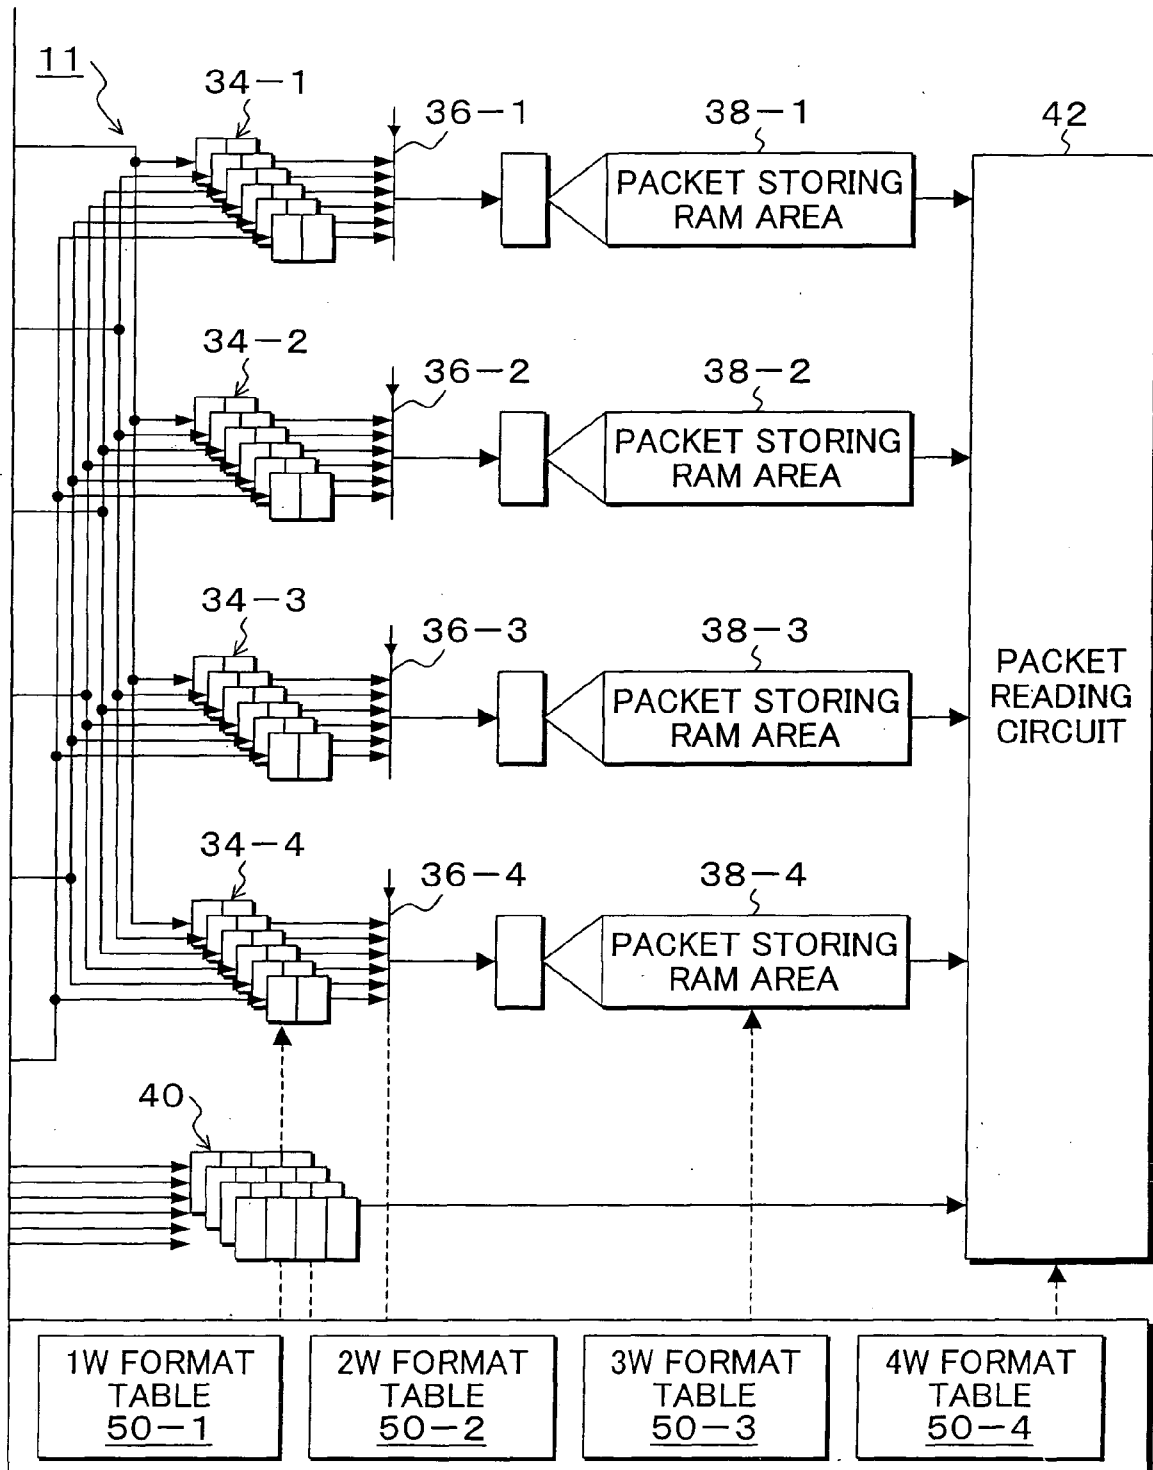 11
34-1
36-1
38-1
42
PACKET STORING
RAM AREA
34-2
36-2
38-2
PACKET STORING
RAM AREA
34-3
36-3
38-3
PACKET STORING
RAM AREA
PACKET
READING
CIRCUIT
34-4
36-4
38-4
PACKET STORING
RAM AREA
40
1W FORMAT
TABLE
50-1
2W FORMAT
TABLE
50-2
3W FORMAT
TABLE
50-3
4W FORMAT
TABLE
50-4